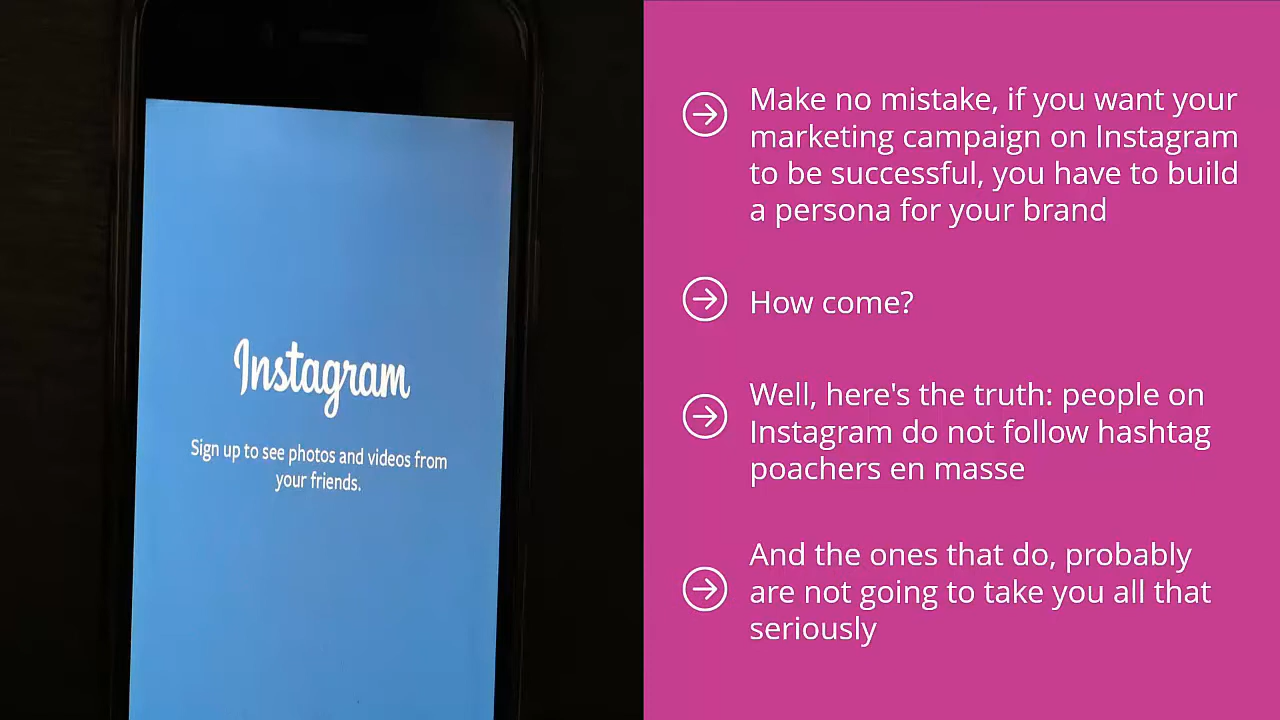 Instagram
Sign up to see photos and videos from
your friends.
Make no mistake, if you want your
marketing campaign on Instagram
to be successful, you have to build
a persona for your brand
How come?
Well, here's the truth: people on
Instagram do not follow hashtag
poachers en masse
And the ones that do, probably
are not going to take you all that
seriously